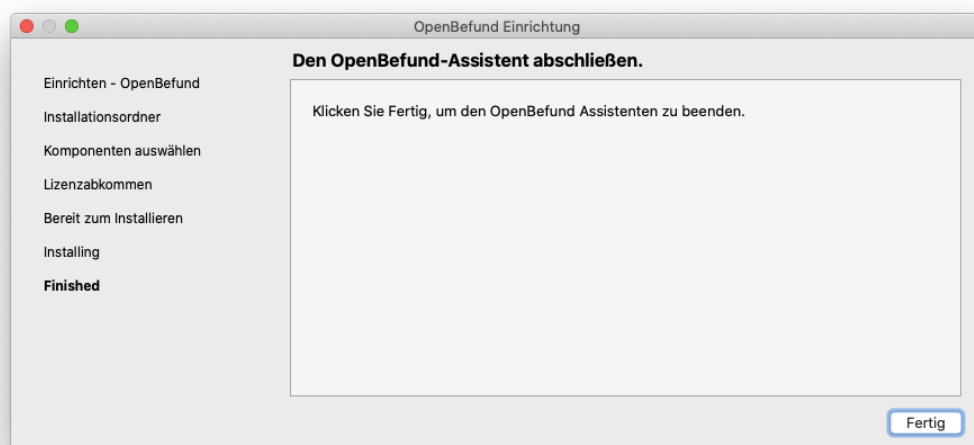 OpenBefund Einrichtung
Einrichten - OpenBefund
Installationsordner
Komponenten auswählen
Lizenzabkommen
Bereit zum Installieren
Installing
Finished
Den OpenBefund-Assistent abschließen.
Klicken Sie Fertig, um den OpenBefund Assistenten zu beenden.
Fertig